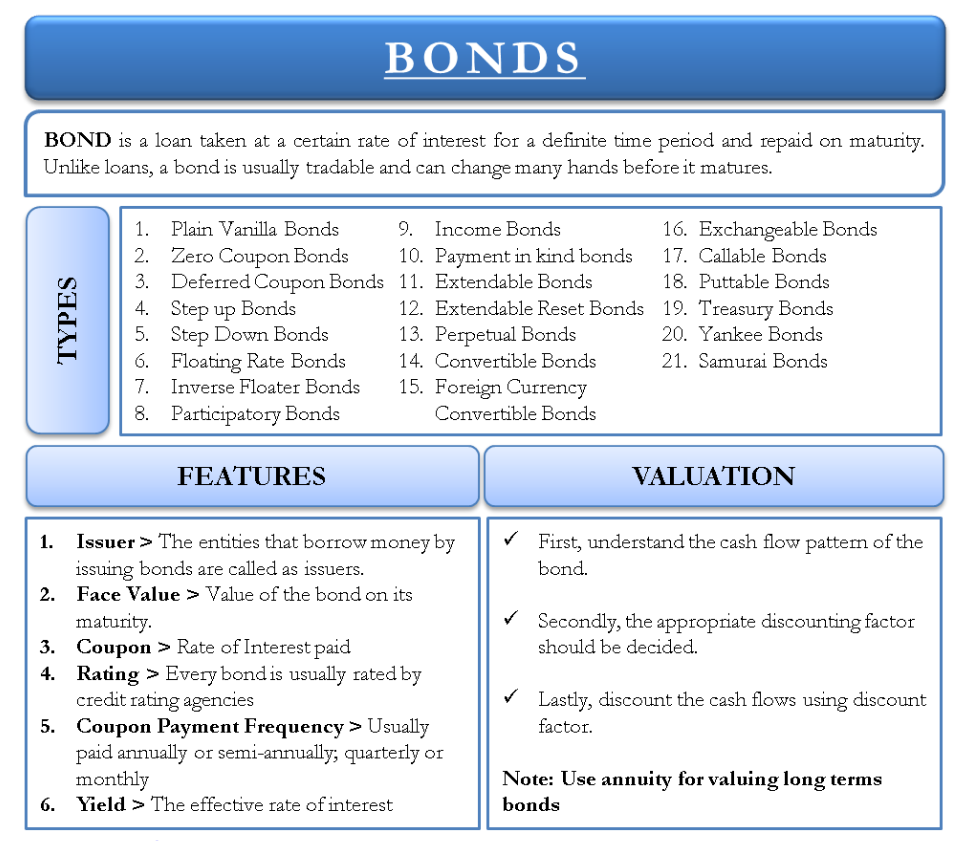 BONDS
BOND is a loan taken at a certain rate of interest for a definite time period and repaid on maturity.
Unlike loans, a bond is usually tradable and can change many hands before it matures.
TYPES
1. Plain Vanilla Bonds
2. Zero Coupon Bonds
3. Deferred Coupon Bonds
4. Step up Bonds
5. Step Down Bonds
6. Floating Rate Bonds
7. Inverse Floater Bonds
8. Participatory Bonds
9. Income Bonds
10. Payment in kind bonds
11. Extendable Bonds
12. Extendable Reset Bonds
13. Perpetual Bonds
14. Convertible Bonds
15. Foreign Currency
Convertible Bonds
16. Exchangeable Bonds
17. Callable Bonds
18. Puttable Bonds
19. Treasury Bonds
20. Yankee Bonds
21. Samurai Bonds
FEATURES
1. Issuer > The entities that borrow money by
issuing bonds are called as issuers.
2. Face Value > Value of the bond on its
maturity.
3. Coupon > Rate of Interest paid
4. Rating > Every bond is usually rated by
credit rating agencies
5. Coupon Payment Frequency > Usually
paid annually or semi-annually; quarterly or
monthly
6. Yield > The effective rate of interest
VALUATION
✓ First, understand the cash flow pattern of the
bond.
✓ Secondly, the appropriate discounting factor
should be decided.
✓ Lastly, discount the cash flows using discount
factor.
Note: Use annuity for valuing long terms
bonds